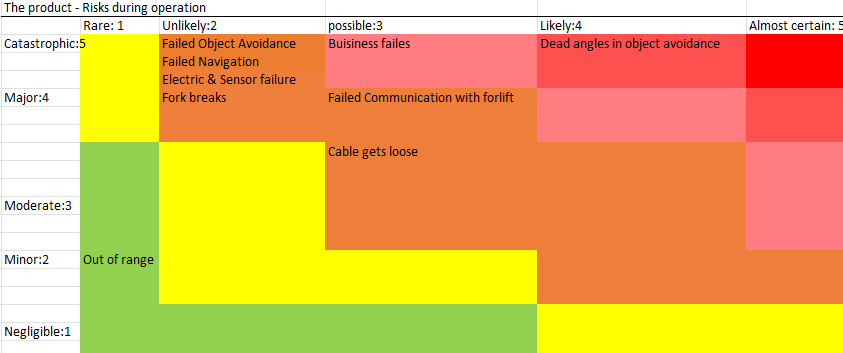 The product - Risks during operation
Rare: 1 Unlikely:2 possible:3 Likely:4 Almost certain: 5
Catastrophic:5 Failed Object Avoidance Buisiness failes Dead angles in object avoidance
Failed Navigation
Electric & Sensor failure
Major:4 Fork breaks Failed Communication with forlift
Cable gets loose
Moderate:3
Minor:2 Out of range
Negligible:1